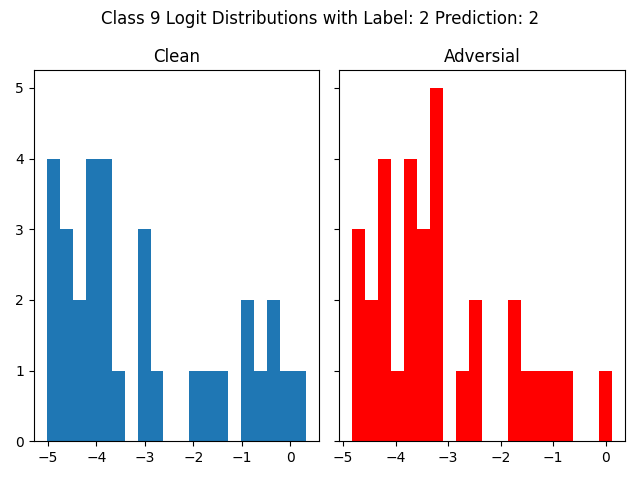 Class 9 Logit Distributions with Label: 2 Prediction: 2
Clean
Adversial
5
4
3
2
1
0
−5 −4 −3 −2 −1 0
−5 −4 −3 −2 −1 0